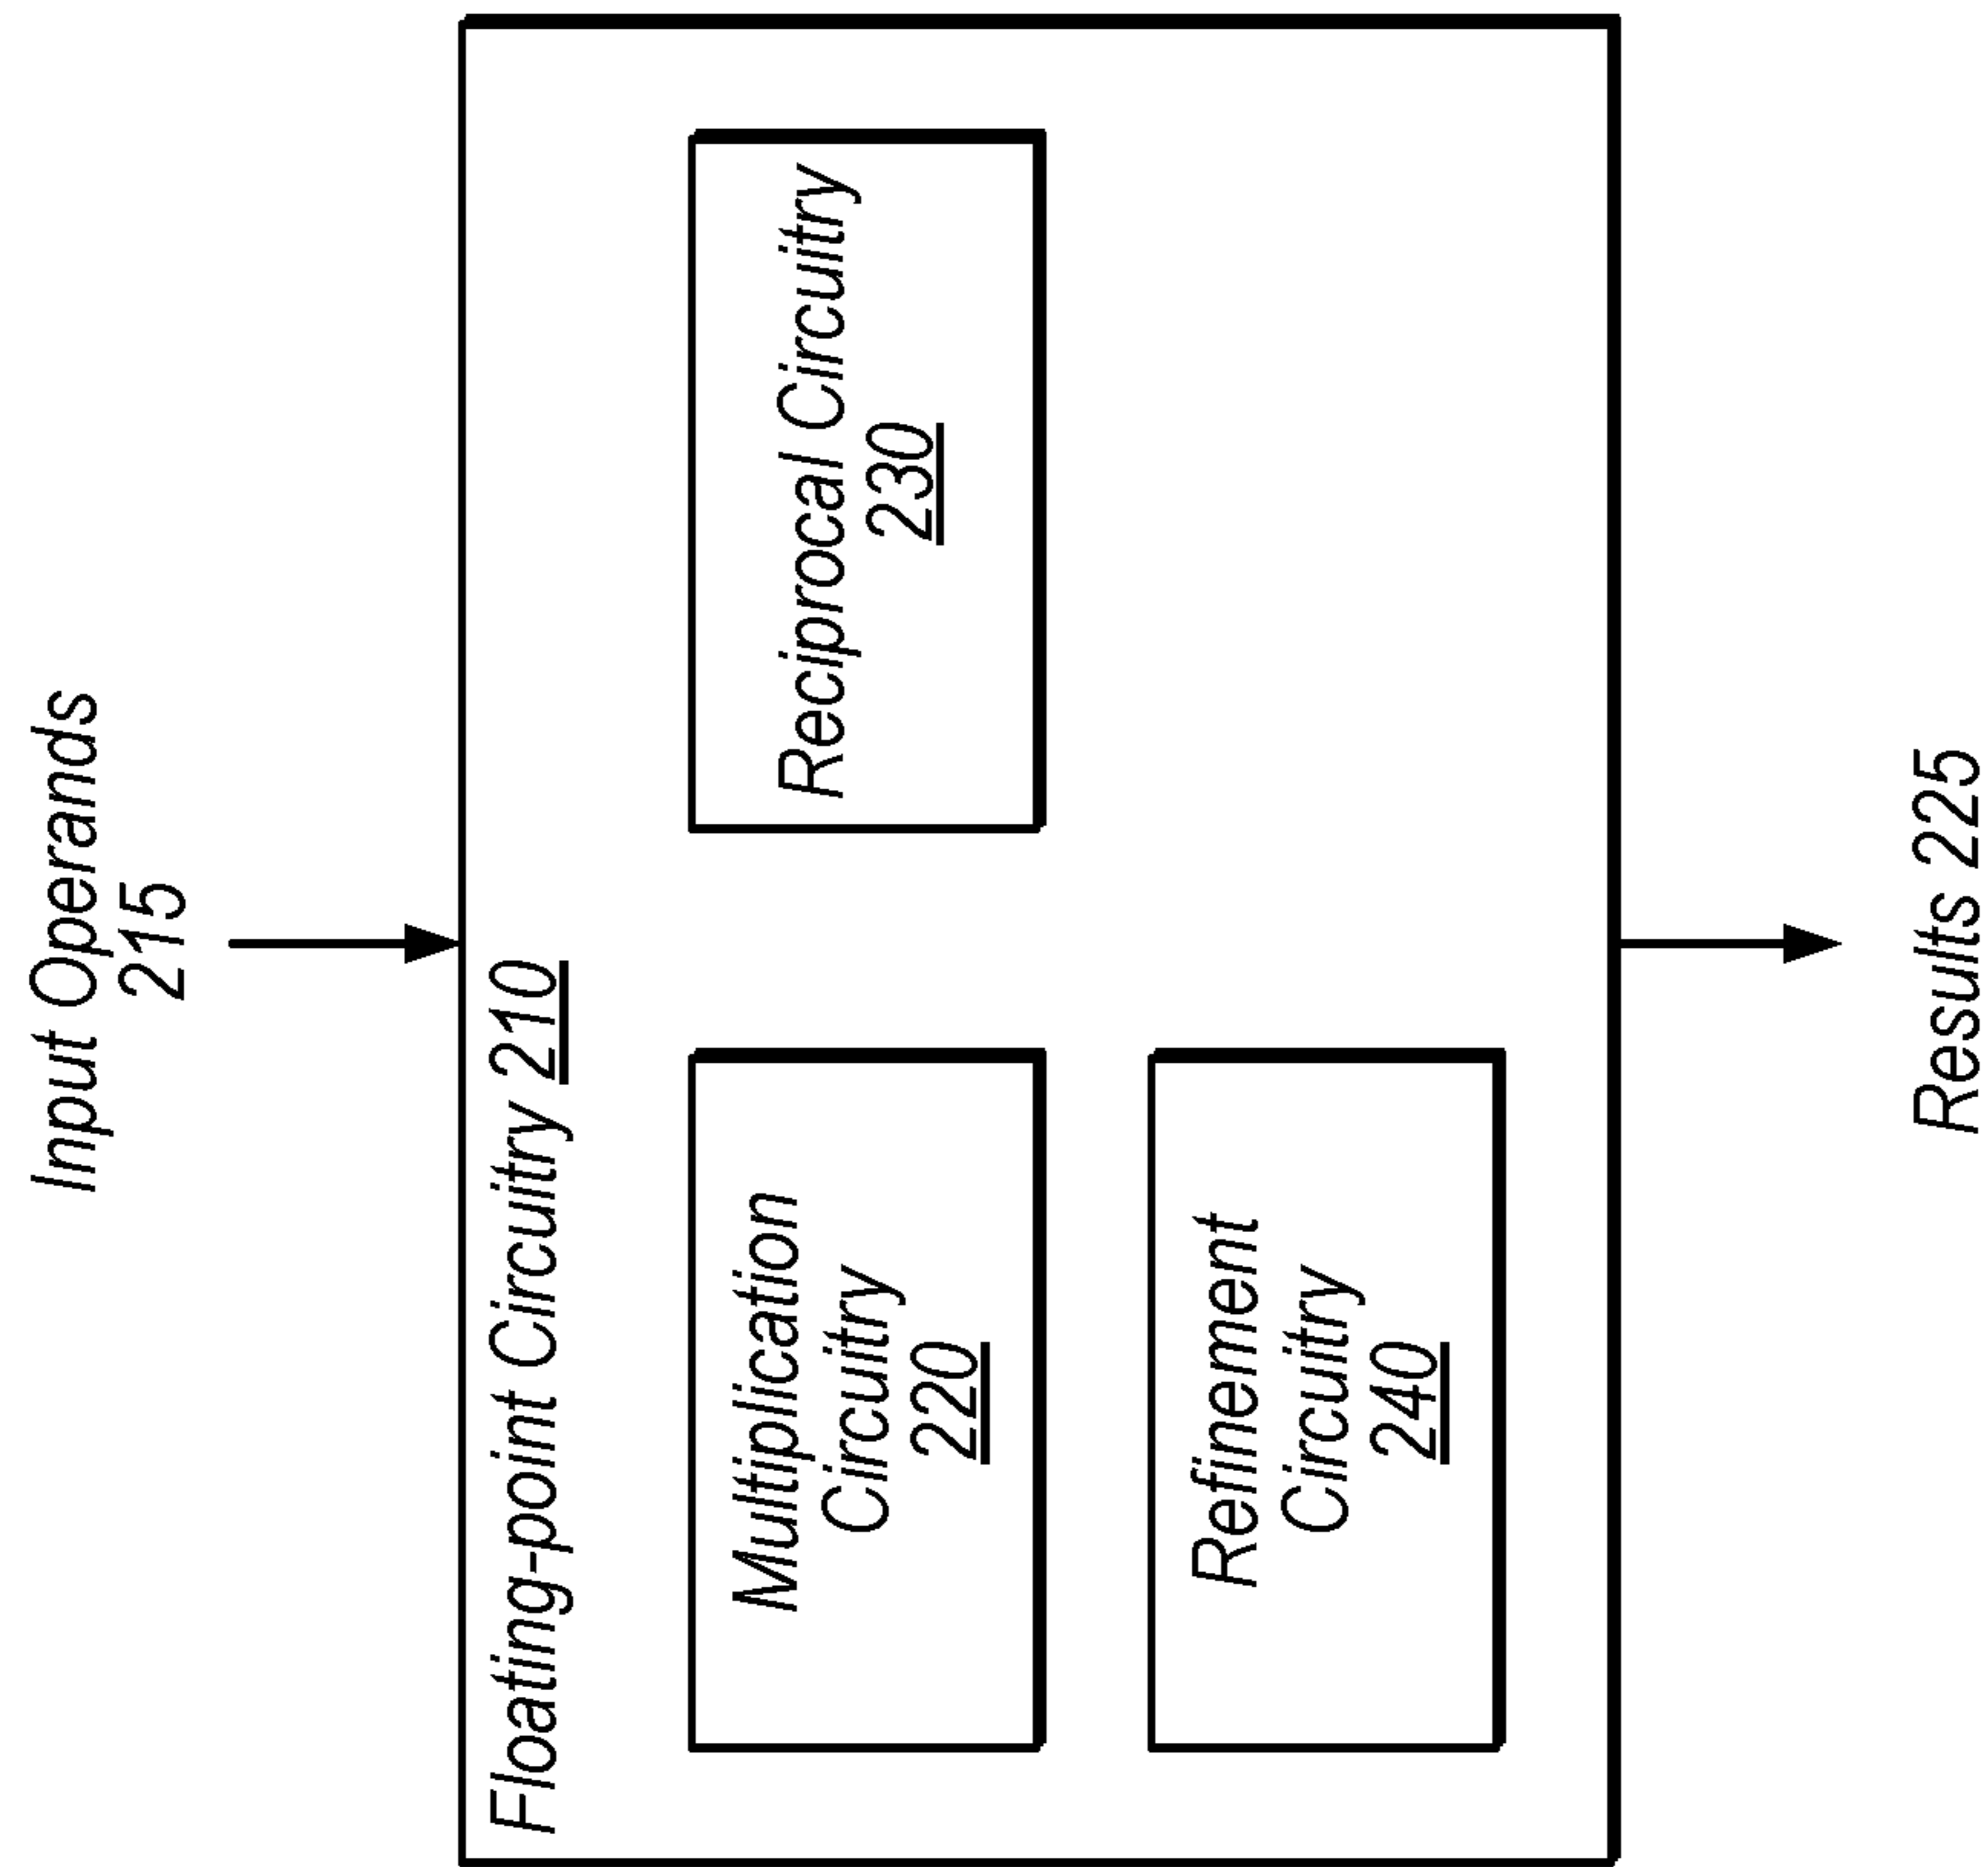 Input Operands
215
Floating-point Circuitry 210
Multiplication
Circuitry
220
Reciprocal Circuitry
230
Refinement
Circuitry
240
Results 225